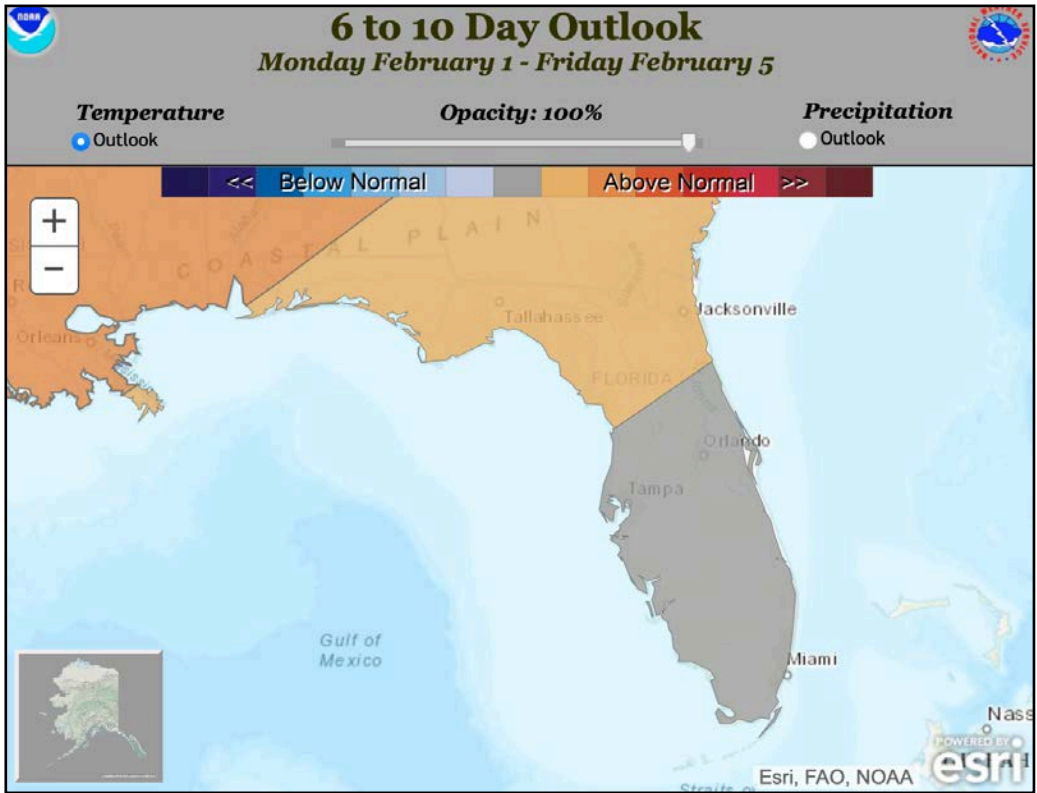 NOAA
6 to 10 Day Outlook
Monday February 1 - Friday February 5
Temperature
Opacity: 100%
Precipitation
Outlook
Outlook
<< Below Normal
Above Normal >>
+
−
COASTAL PLAIN
Tallahassee
Jacksonville
Orleans
FLORIDA
Orlando
Tampa
Gulf of
Mexico
Miami
Nass
POWERED BY
esri
Esri, FAO, NOAA
Straits o